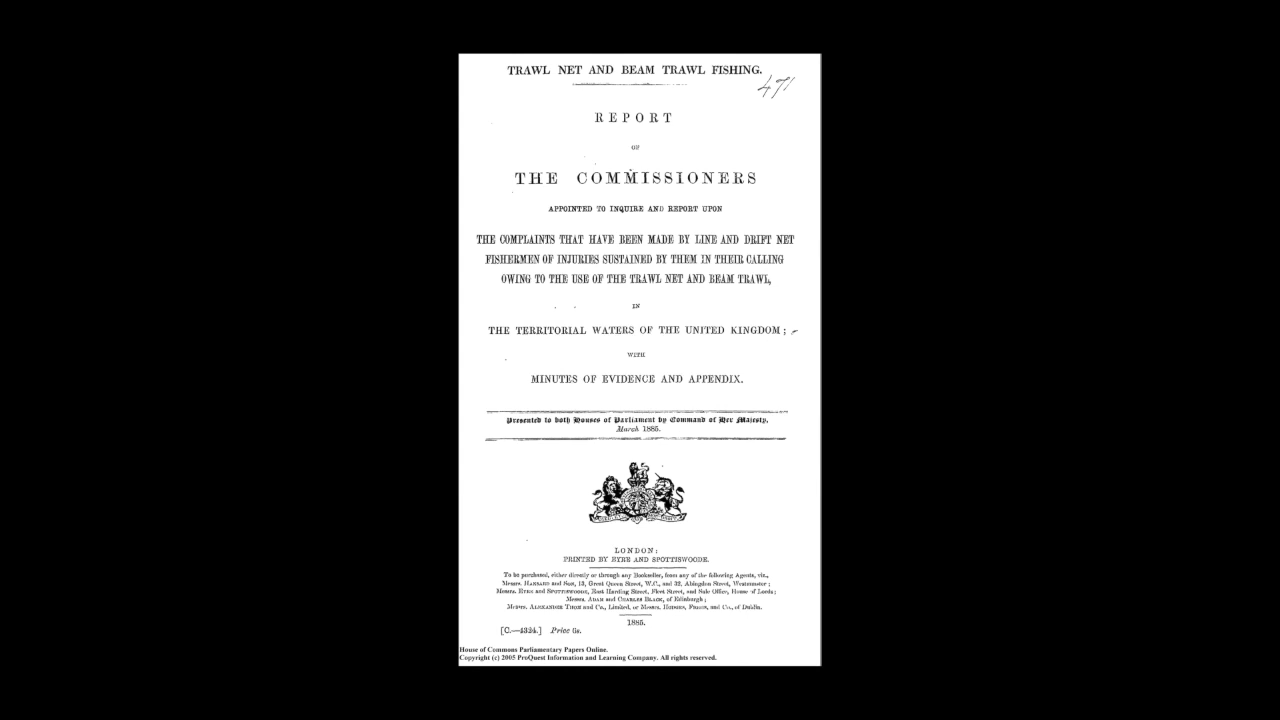 TRAWL NET AND BEAM TRAWL FISHING.
471
REPORT
OF
THE COMMISSIONERS
APPOINTED TO INQUIRE AND REPORT UPON
THE COMPLAINTS THAT HAVE BEEN MADE BY LINE AND DRIFT NET
FISHERMEN OF INJURIES SUSTAINED BY THEM IN THEIR CALLING
OWING TO THE USE OF THE TRAWL NET AND BEAM TRAWL,
IN
THE TERRITORIAL WATERS OF THE UNITED KINGDOM;
WITH
MINUTES OF EVIDENCE AND APPENDIX.
Presented to both Houses of Parliament by Command of Her Majesty,
March 1885.
LONDON:
PRINTED BY EYRE AND SPOTTISWOODE.
To be purchased, either directly or through any Bookseller, from any of the following Agents, viz.,
Messrs. HANSARD and SON, 13, Great Queen Street, W.C., and 32, Abingdon Street, Westminster;
Messrs. EYRE and SPOTTISWOODE, East Harding Street, Fleet Street, and Sale Office, House of Lords;
Messrs. ADAM and CHARLES BLACK, of Edinburgh;
Messrs. ALEXANDER THOM and Co., Limited, or Messrs. HODGES, FIGGIS, and Co., of Dublin.
1885.
[C.—4324.] Price 6s.
House of Commons Parliamentary Papers Online.
Copyright (c) 2005 ProQuest Information and Learning Company. All rights reserved.